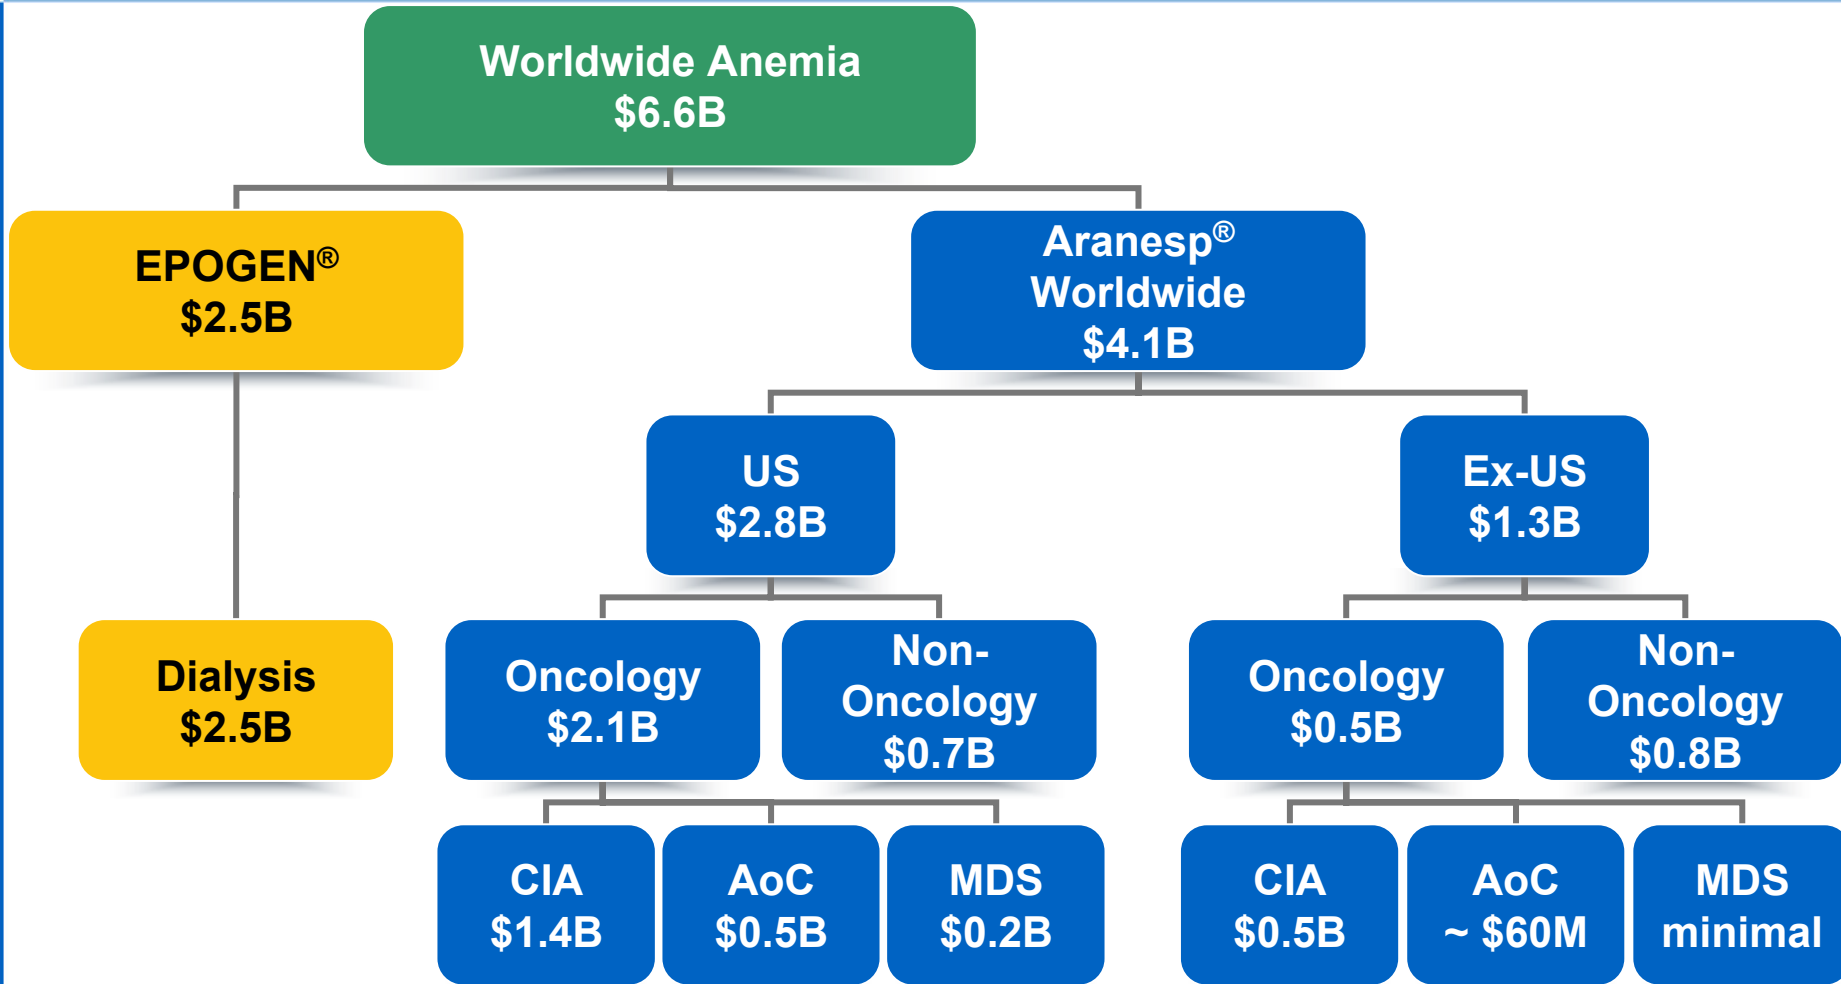 Worldwide Anemia
$6.6B
EPOGEN®
$2.5B
Aranesp®
Worldwide
$4.1B
US
$2.8B
Ex-US
$1.3B
Dialysis
$2.5B
Oncology
$2.1B
Non-
Oncology
$0.7B
Oncology
$0.5B
Non-
Oncology
$0.8B
CIA
$1.4B
AoC
$0.5B
MDS
$0.2B
CIA
$0.5B
AoC
~ $60M
MDS
minimal